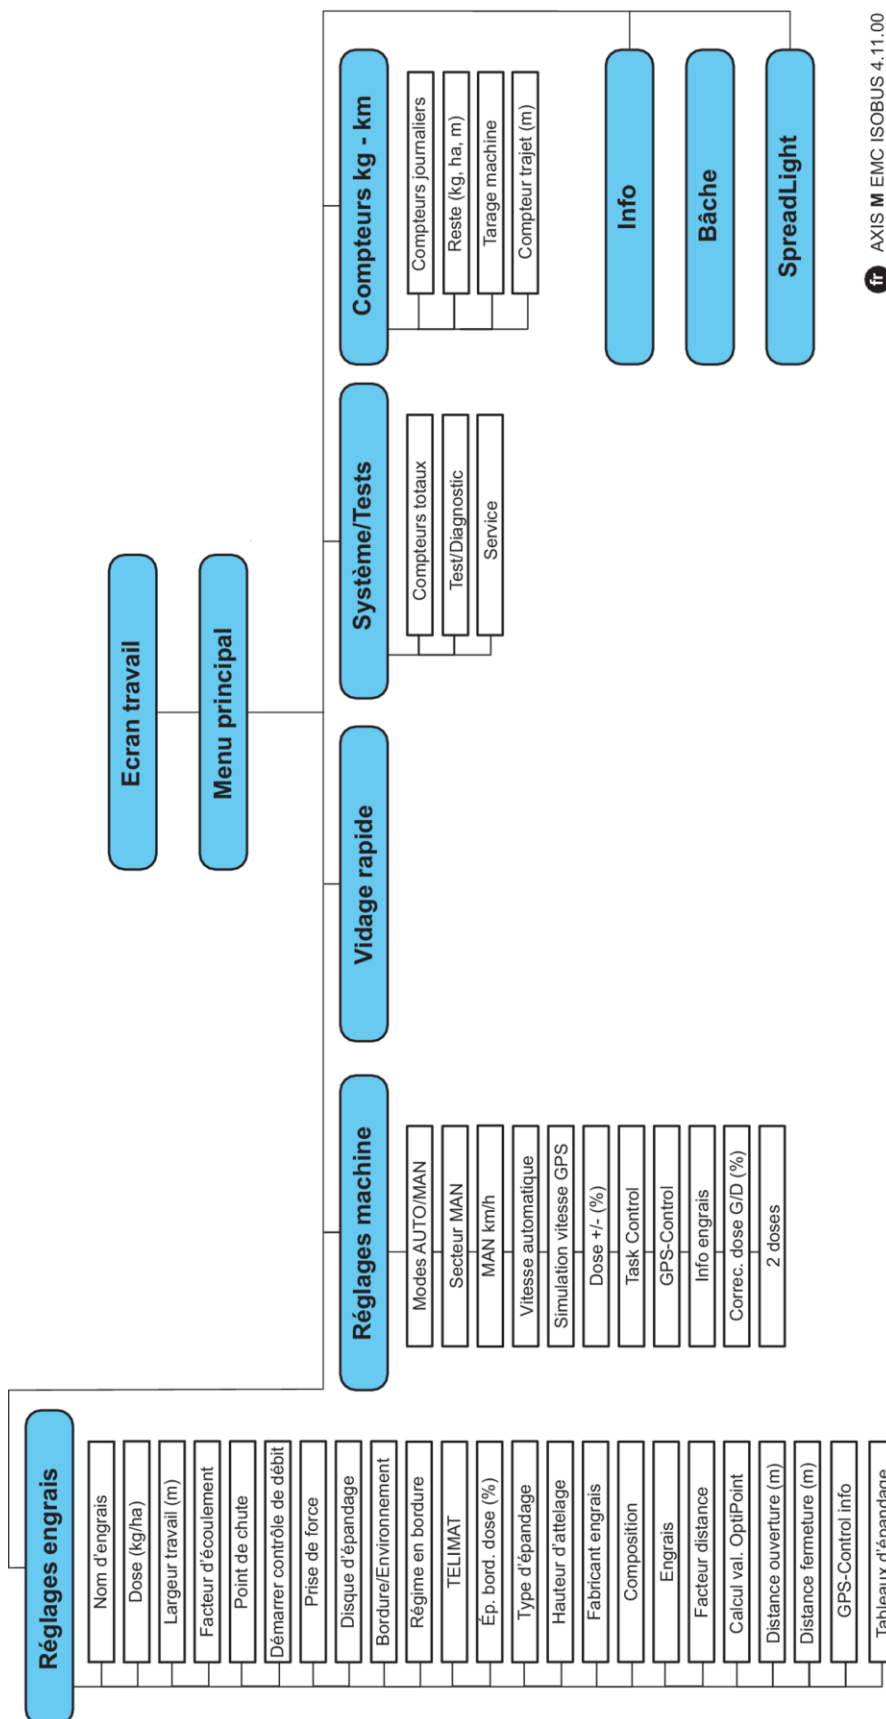 Ecran travail
Menu principal
Réglages engrais
Nom d'engrais
Dose (kg/ha)
Largeur travail (m)
Facteur d'écoulement
Point de chute
Démarrer contrôle de débit
Prise de force
Disque d'épandage
Bordure/Environnement
Régime en bordure
TELIMAT
Ép. bord. dose (%)
Type d'épandage
Hauteur d'attelage
Fabricant engrais
Composition
Engrais
Facteur distance
Calcul val. OptiPoint
Distance ouverture (m)
Distance fermeture (m)
GPS-Control info
Tableaux d'épandage
Réglages machine
Modes AUTO/MAN
Secteur MAN
MAN km/h
Vitesse automatique
Simulation vitesse GPS
Dose +/- (%)
Task Control
GPS-Control
Info engrais
Correc. dose G/D (%)
2 doses
Vidage rapide
Système/Tests
Compteurs totaux
Test/Diagnostic
Service
Compteurs kg - km
Compteurs journaliers
Reste (kg, ha, m)
Tarage machine
Compteur trajet (m)
Info
Bâche
SpreadLight
fr AXIS M EMC ISOBUS 4.11.00